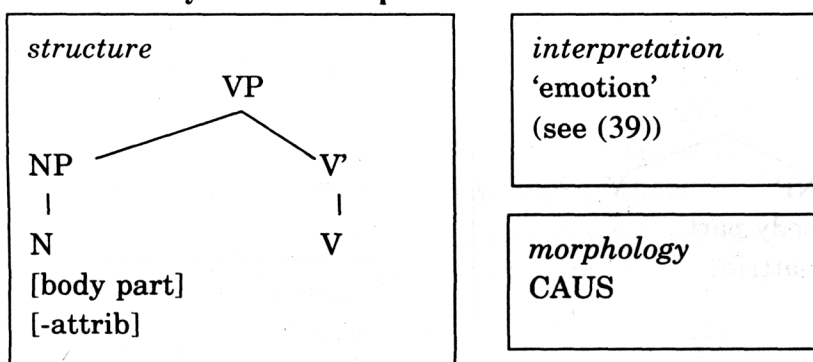 structure
VP
NP V'
N V
[body part]
[-attrib]
interpretation
'emotion'
(see (39))
morphology
CAUS